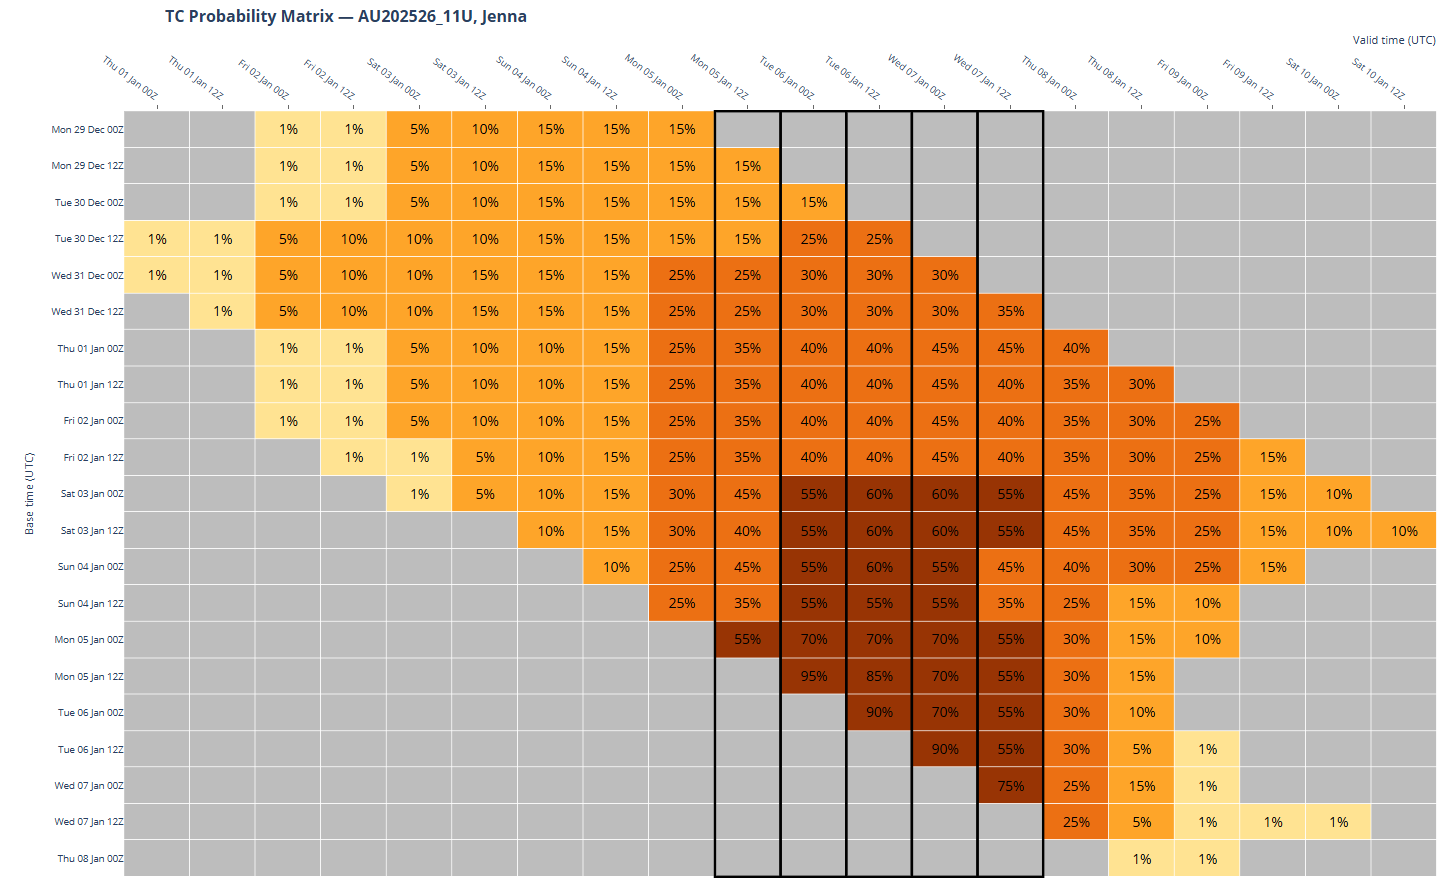 TC Probability Matrix — AU202526_11U, Jenna
Valid time (UTC)
Thu 01 Jan 00Z Thu 01 Jan 12Z Fri 02 Jan 00Z Fri 02 Jan 12Z Sat 03 Jan 00Z Sat 03 Jan 12Z Sun 04 Jan 00Z Sun 04 Jan 12Z Mon 05 Jan 00Z Mon 05 Jan 12Z Tue 06 Jan 00Z Tue 06 Jan 12Z Wed 07 Jan 00Z Wed 07 Jan 12Z Thu 08 Jan 00Z Thu 08 Jan 12Z Fri 09 Jan 00Z Fri 09 Jan 12Z Sat 10 Jan 00Z Sat 10 Jan 12Z
Base time (UTC)
Mon 29 Dec 00Z 1% 1% 5% 10% 15% 15% 15%
Mon 29 Dec 12Z 1% 1% 5% 10% 15% 15% 15% 15%
Tue 30 Dec 00Z 1% 1% 5% 10% 15% 15% 15% 15% 15%
Tue 30 Dec 12Z 1% 1% 5% 10% 10% 10% 15% 15% 15% 15% 25% 25%
Wed 31 Dec 00Z 1% 1% 5% 10% 10% 15% 15% 15% 25% 25% 30% 30% 30%
Wed 31 Dec 12Z 1% 5% 10% 10% 15% 15% 15% 25% 25% 30% 30% 30% 35%
Thu 01 Jan 00Z 1% 1% 5% 10% 10% 15% 25% 35% 40% 40% 45% 45% 40%
Thu 01 Jan 12Z 1% 1% 5% 10% 10% 15% 25% 35% 40% 40% 45% 40% 35% 30%
Fri 02 Jan 00Z 1% 1% 5% 10% 10% 15% 25% 35% 40% 40% 45% 40% 35% 30% 25%
Fri 02 Jan 12Z 1% 1% 5% 10% 15% 25% 35% 40% 40% 45% 40% 35% 30% 25% 15%
Sat 03 Jan 00Z 1% 5% 10% 15% 30% 45% 55% 60% 60% 55% 45% 35% 25% 15% 10%
Sat 03 Jan 12Z 10% 15% 30% 40% 55% 60% 60% 55% 45% 35% 25% 15% 10% 10%
Sun 04 Jan 00Z 10% 25% 45% 55% 60% 55% 45% 40% 30% 25% 15%
Sun 04 Jan 12Z 25% 35% 55% 55% 55% 35% 25% 15% 10%
Mon 05 Jan 00Z 55% 70% 70% 70% 55% 30% 15% 10%
Mon 05 Jan 12Z 95% 85% 70% 55% 30% 15%
Tue 06 Jan 00Z 90% 70% 55% 30% 10%
Tue 06 Jan 12Z 90% 55% 30% 5% 1%
Wed 07 Jan 00Z 75% 25% 15% 1%
Wed 07 Jan 12Z 25% 5% 1% 1% 1%
Thu 08 Jan 00Z 1% 1%